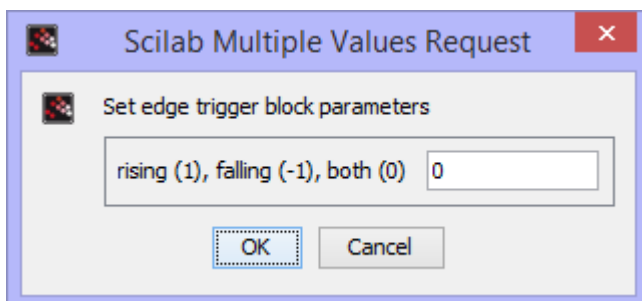 Scilab Multiple Values Request
Set edge trigger block parameters
rising (1), falling (-1), both (0) 0
OK Cancel